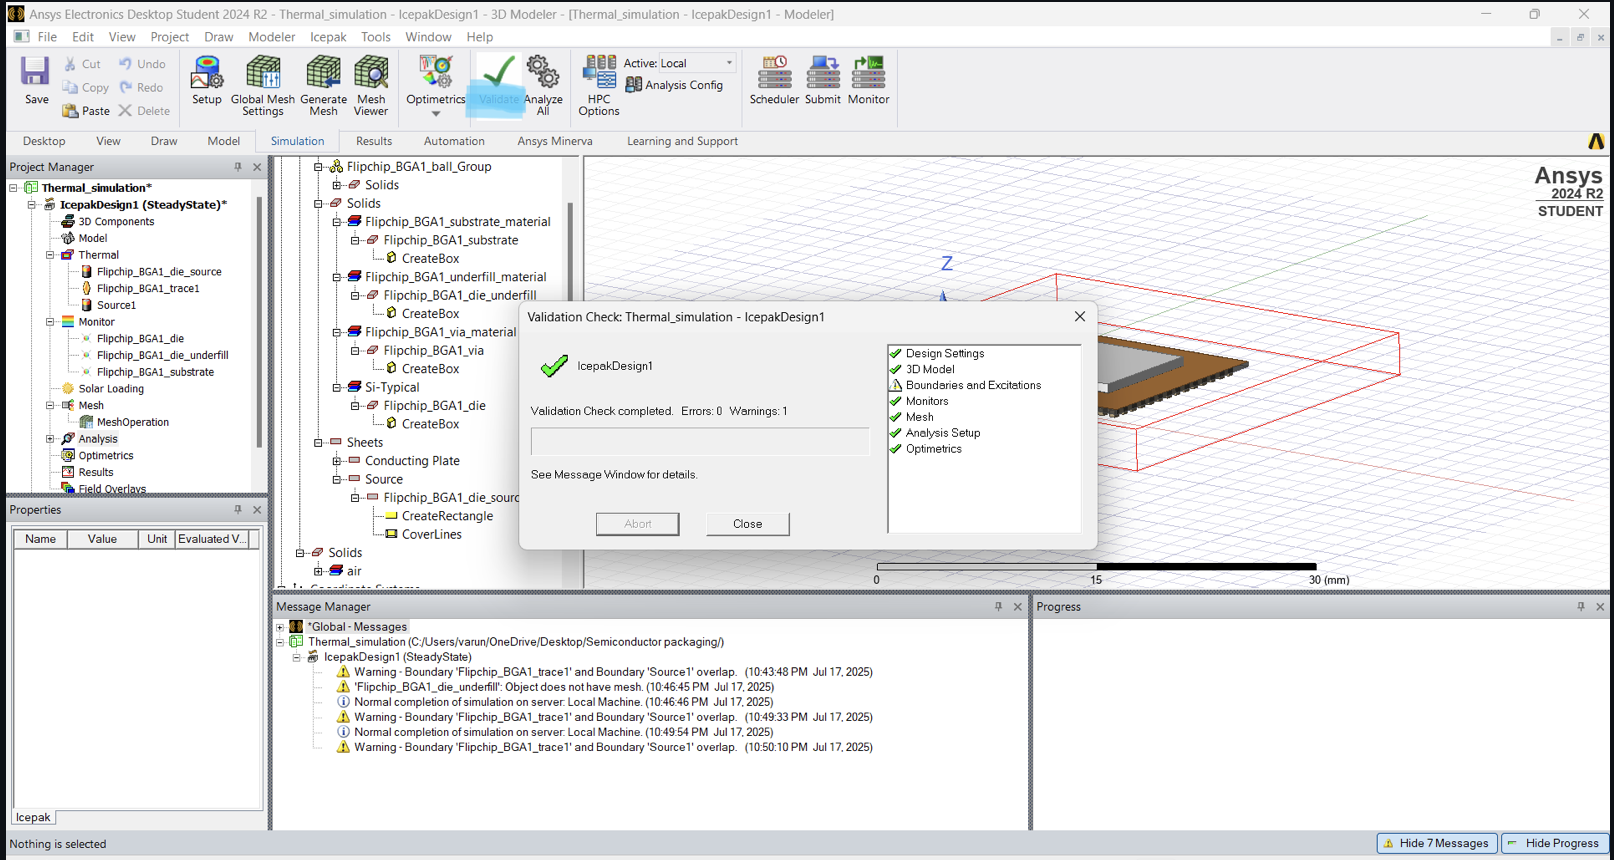 Ansys Electronics Desktop Student 2024 R2 - Thermal_simulation - IcepakDesign1 - 3D Modeler - [Thermal_simulation - IcepakDesign1 - Modeler]
File Edit View Project Draw Modeler Icepak Tools Window Help
Save
Cut
Copy
Paste
Undo
Redo
Delete
Setup
Global Mesh Settings
Generate Mesh
Mesh Viewer
Optimetrics
Validate
Analyze All
HPC Options
Active: Local
Analysis Config
Scheduler
Submit
Monitor
Desktop View Draw Model Simulation Results Automation Ansys Minerva Learning and Support
Project Manager
Thermal_simulation*
IcepakDesign1 (SteadyState)*
3D Components
Model
Thermal
Flipchip_BGA1_die_source
Flipchip_BGA1_trace1
Source1
Monitor
Flipchip_BGA1_die
Flipchip_BGA1_die_underfill
Flipchip_BGA1_substrate
Solar Loading
Mesh
MeshOperation
Analysis
Optimetrics
Results
Field Overlays
Properties
Name Value Unit Evaluated V...
Icepak
Flipchip_BGA1_ball_Group
Solids
Solids
Flipchip_BGA1_substrate_material
Flipchip_BGA1_substrate
CreateBox
Flipchip_BGA1_underfill_material
Flipchip_BGA1_die_underfill
CreateBox
Flipchip_BGA1_via_material
Flipchip_BGA1_via
CreateBox
Si-Typical
Flipchip_BGA1_die
CreateBox
Sheets
Conducting Plate
Source
Flipchip_BGA1_die_sourc
CreateRectangle
CoverLines
Solids
air
Coordinate Systems
Ansys
2024 R2
STUDENT
Z
Validation Check: Thermal_simulation - IcepakDesign1
IcepakDesign1
Validation Check completed. Errors: 0 Warnings: 1
See Message Window for details.
Abort
Close
Design Settings
3D Model
Boundaries and Excitations
Monitors
Mesh
Analysis Setup
Optimetrics
0 15 30 (mm)
Message Manager
*Global - Messages
Thermal_simulation (C:/Users/varun/OneDrive/Desktop/Semiconductor packaging/)
IcepakDesign1 (SteadyState)
Warning - Boundary 'Flipchip_BGA1_trace1' and Boundary 'Source1' overlap. (10:43:48 PM Jul 17, 2025)
'Flipchip_BGA1_die_underfill': Object does not have mesh. (10:46:45 PM Jul 17, 2025)
Normal completion of simulation on server: Local Machine. (10:46:46 PM Jul 17, 2025)
Warning - Boundary 'Flipchip_BGA1_trace1' and Boundary 'Source1' overlap. (10:49:33 PM Jul 17, 2025)
Normal completion of simulation on server: Local Machine. (10:49:54 PM Jul 17, 2025)
Warning - Boundary 'Flipchip_BGA1_trace1' and Boundary 'Source1' overlap. (10:50:10 PM Jul 17, 2025)
Progress
Nothing is selected
Hide 7 Messages
Hide Progress